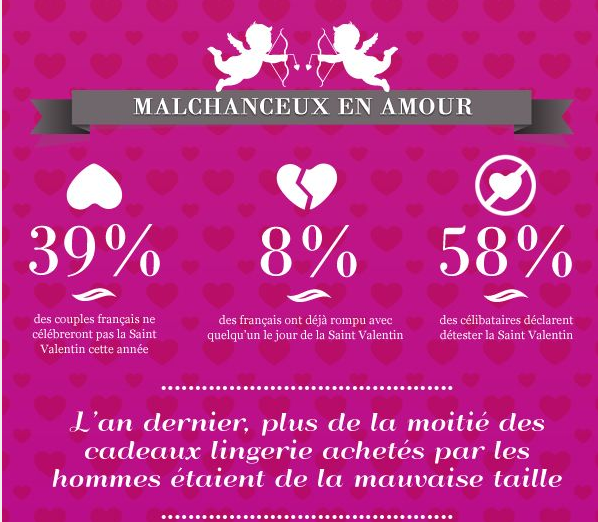 MALCHANCEUX EN AMOUR
39%
des couples français ne
célébreront pas la Saint
Valentin cette année
8%
des français ont déjà rompu avec
quelqu'un le jour de la Saint Valentin
58%
des célibataires déclarent
détester la Saint Valentin
L'an dernier, plus de la moitié des
cadeaux lingerie achetés par les
hommes étaient de la mauvaise taille